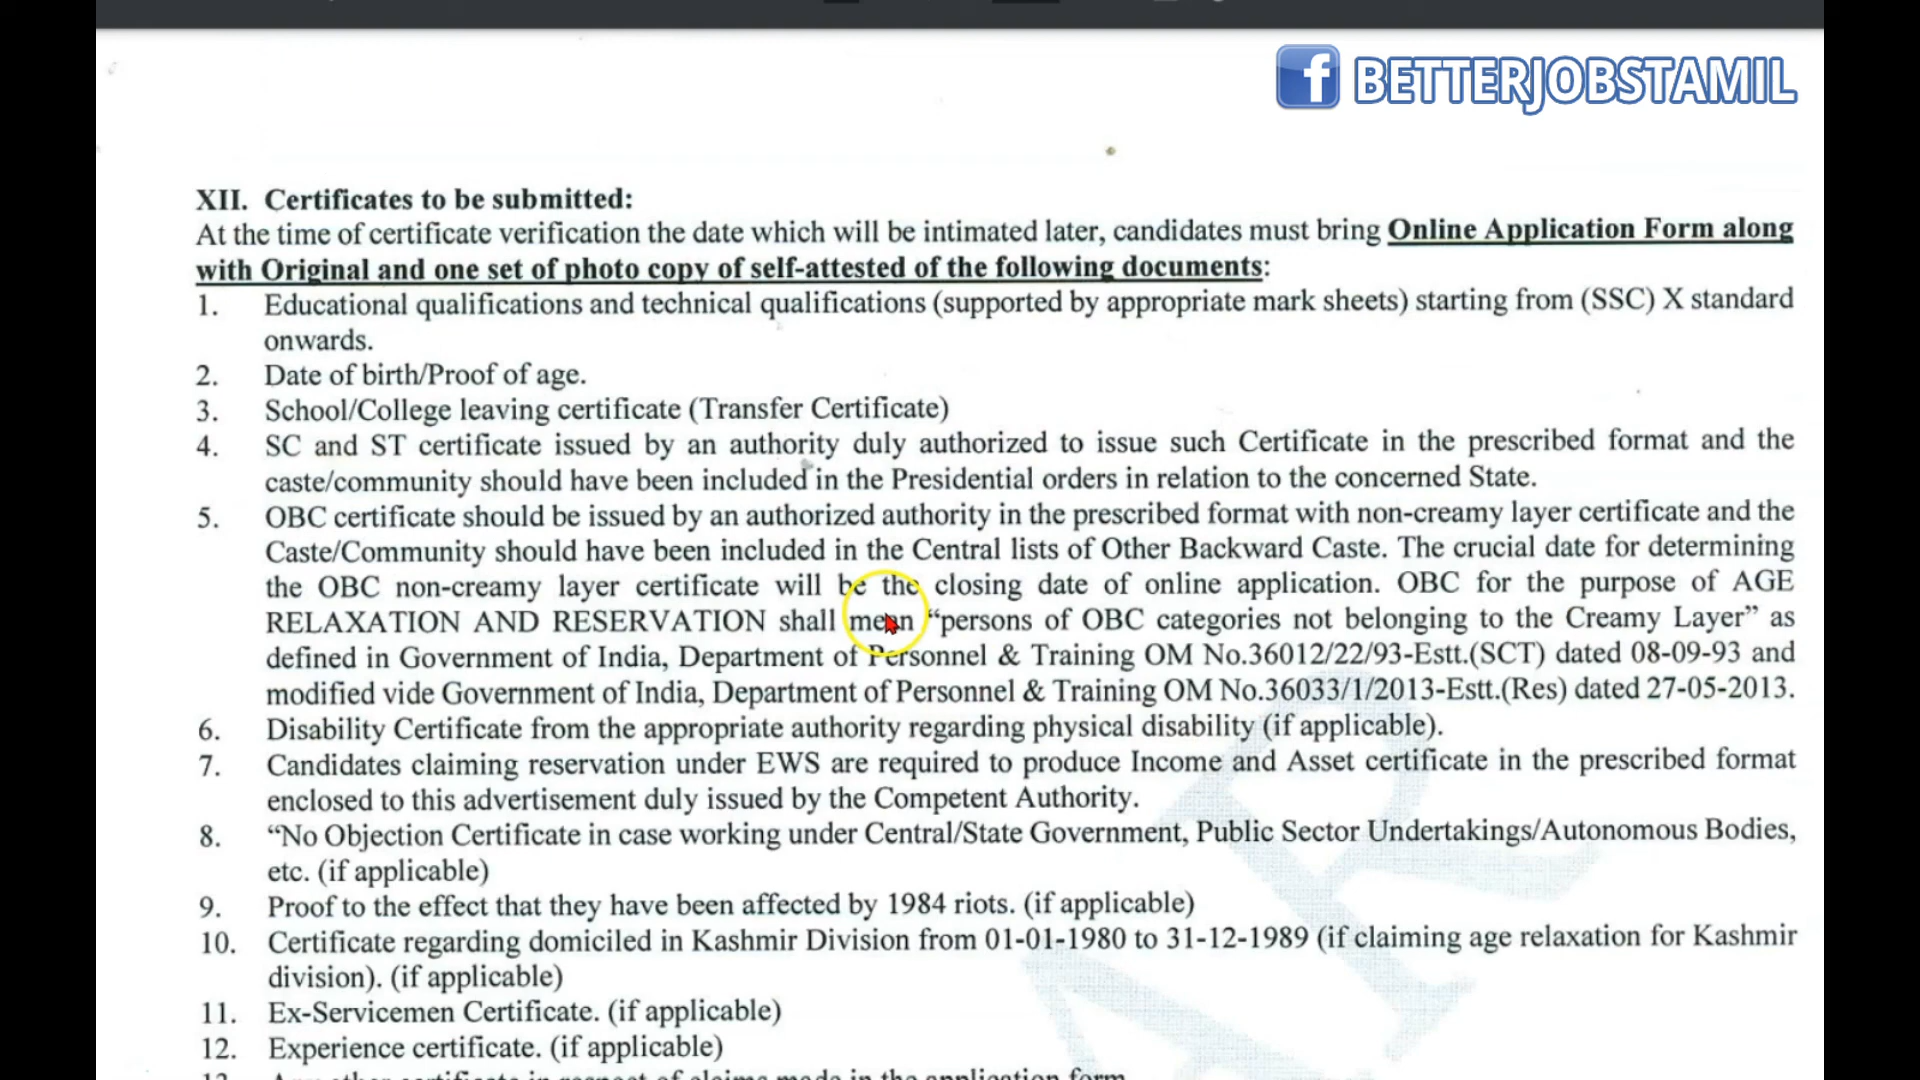 f BETTERJOBSTAMIL
XII. Certificates to be submitted:
At the time of certificate verification the date which will be intimated later, candidates must bring Online Application Form along
with Original and one set of photo copy of self-attested of the following documents:
1. Educational qualifications and technical qualifications (supported by appropriate mark sheets) starting from (SSC) X standard
onwards.
2. Date of birth/Proof of age.
3. School/College leaving certificate (Transfer Certificate)
4. SC and ST certificate issued by an authority duly authorized to issue such Certificate in the prescribed format and the
caste/community should have been included in the Presidential orders in relation to the concerned State.
5. OBC certificate should be issued by an authorized authority in the prescribed format with non-creamy layer certificate and the
Caste/Community should have been included in the Central lists of Other Backward Caste. The crucial date for determining
the OBC non-creamy layer certificate will be the closing date of online application. OBC for the purpose of AGE
RELAXATION AND RESERVATION shall mean “persons of OBC categories not belonging to the Creamy Layer” as
defined in Government of India, Department of Personnel & Training OM No.36012/22/93-Estt.(SCT) dated 08-09-93 and
modified vide Government of India, Department of Personnel & Training OM No.36033/1/2013-Estt.(Res) dated 27-05-2013.
6. Disability Certificate from the appropriate authority regarding physical disability (if applicable).
7. Candidates claiming reservation under EWS are required to produce Income and Asset certificate in the prescribed format
enclosed to this advertisement duly issued by the Competent Authority.
8. “No Objection Certificate in case working under Central/State Government, Public Sector Undertakings/Autonomous Bodies,
etc. (if applicable)
9. Proof to the effect that they have been affected by 1984 riots. (if applicable)
10. Certificate regarding domiciled in Kashmir Division from 01-01-1980 to 31-12-1989 (if claiming age relaxation for Kashmir
division). (if applicable)
11. Ex-Servicemen Certificate. (if applicable)
12. Experience certificate. (if applicable)
13. Any other certificate in respect of claims made in the application form